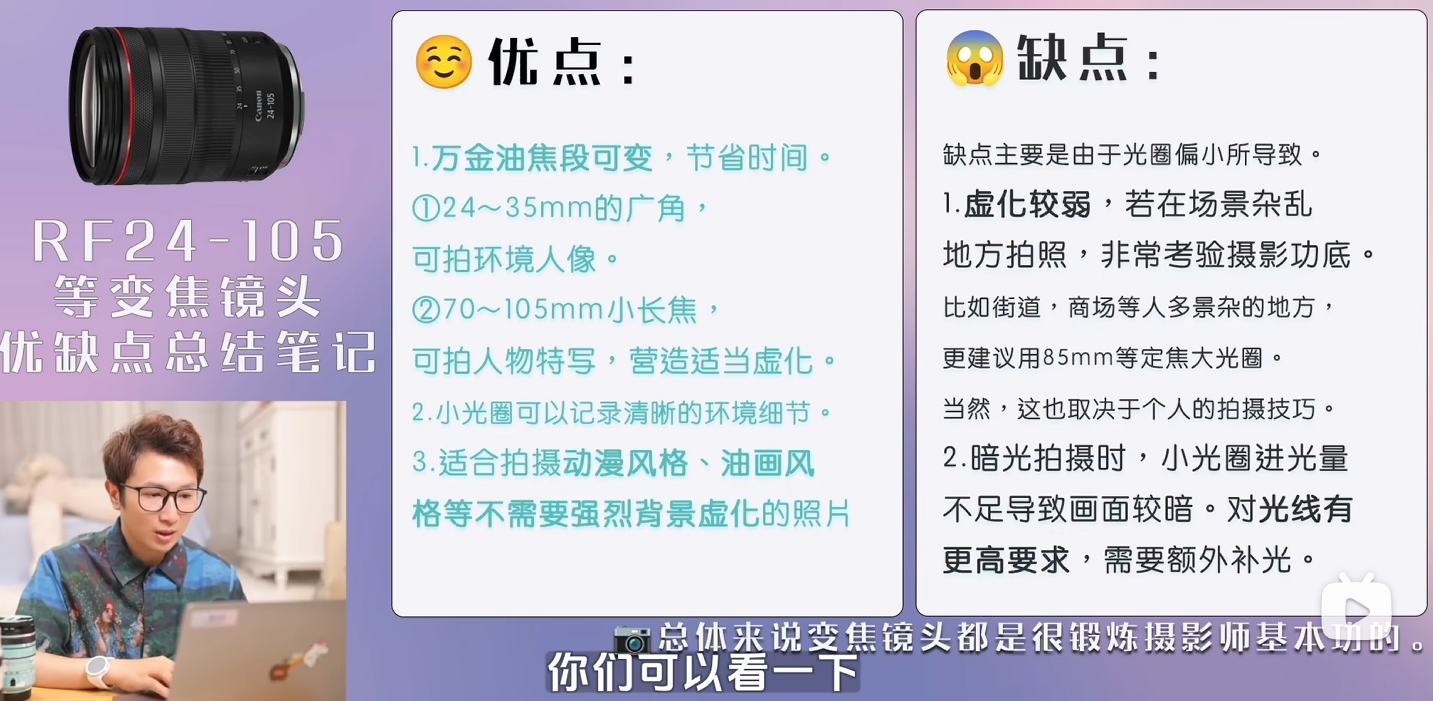 Canon
24-105
RF24-105
等变焦镜头
优缺点总结笔记
优点：
1.万金油焦段可变，节省时间。
①24～35mm的广角，
可拍环境人像。
②70～105mm小长焦，
可拍人物特写，营造适当虚化。
2.小光圈可以记录清晰的环境细节。
3.适合拍摄动漫风格、油画风
格等不需要强烈背景虚化的照片
缺点：
缺点主要是由于光圈偏小所导致。
1.虚化较弱，若在场景杂乱
地方拍照，非常考验摄影功底。
比如街道，商场等人多景杂的地方，
更建议用85mm等定焦大光圈。
当然，这也取决于个人的拍摄技巧。
2.暗光拍摄时，小光圈进光量
不足导致画面较暗。对光线有
更高要求，需要额外补光。
总体来说变焦镜头都是很锻炼摄影师基本功的。
你们可以看一下